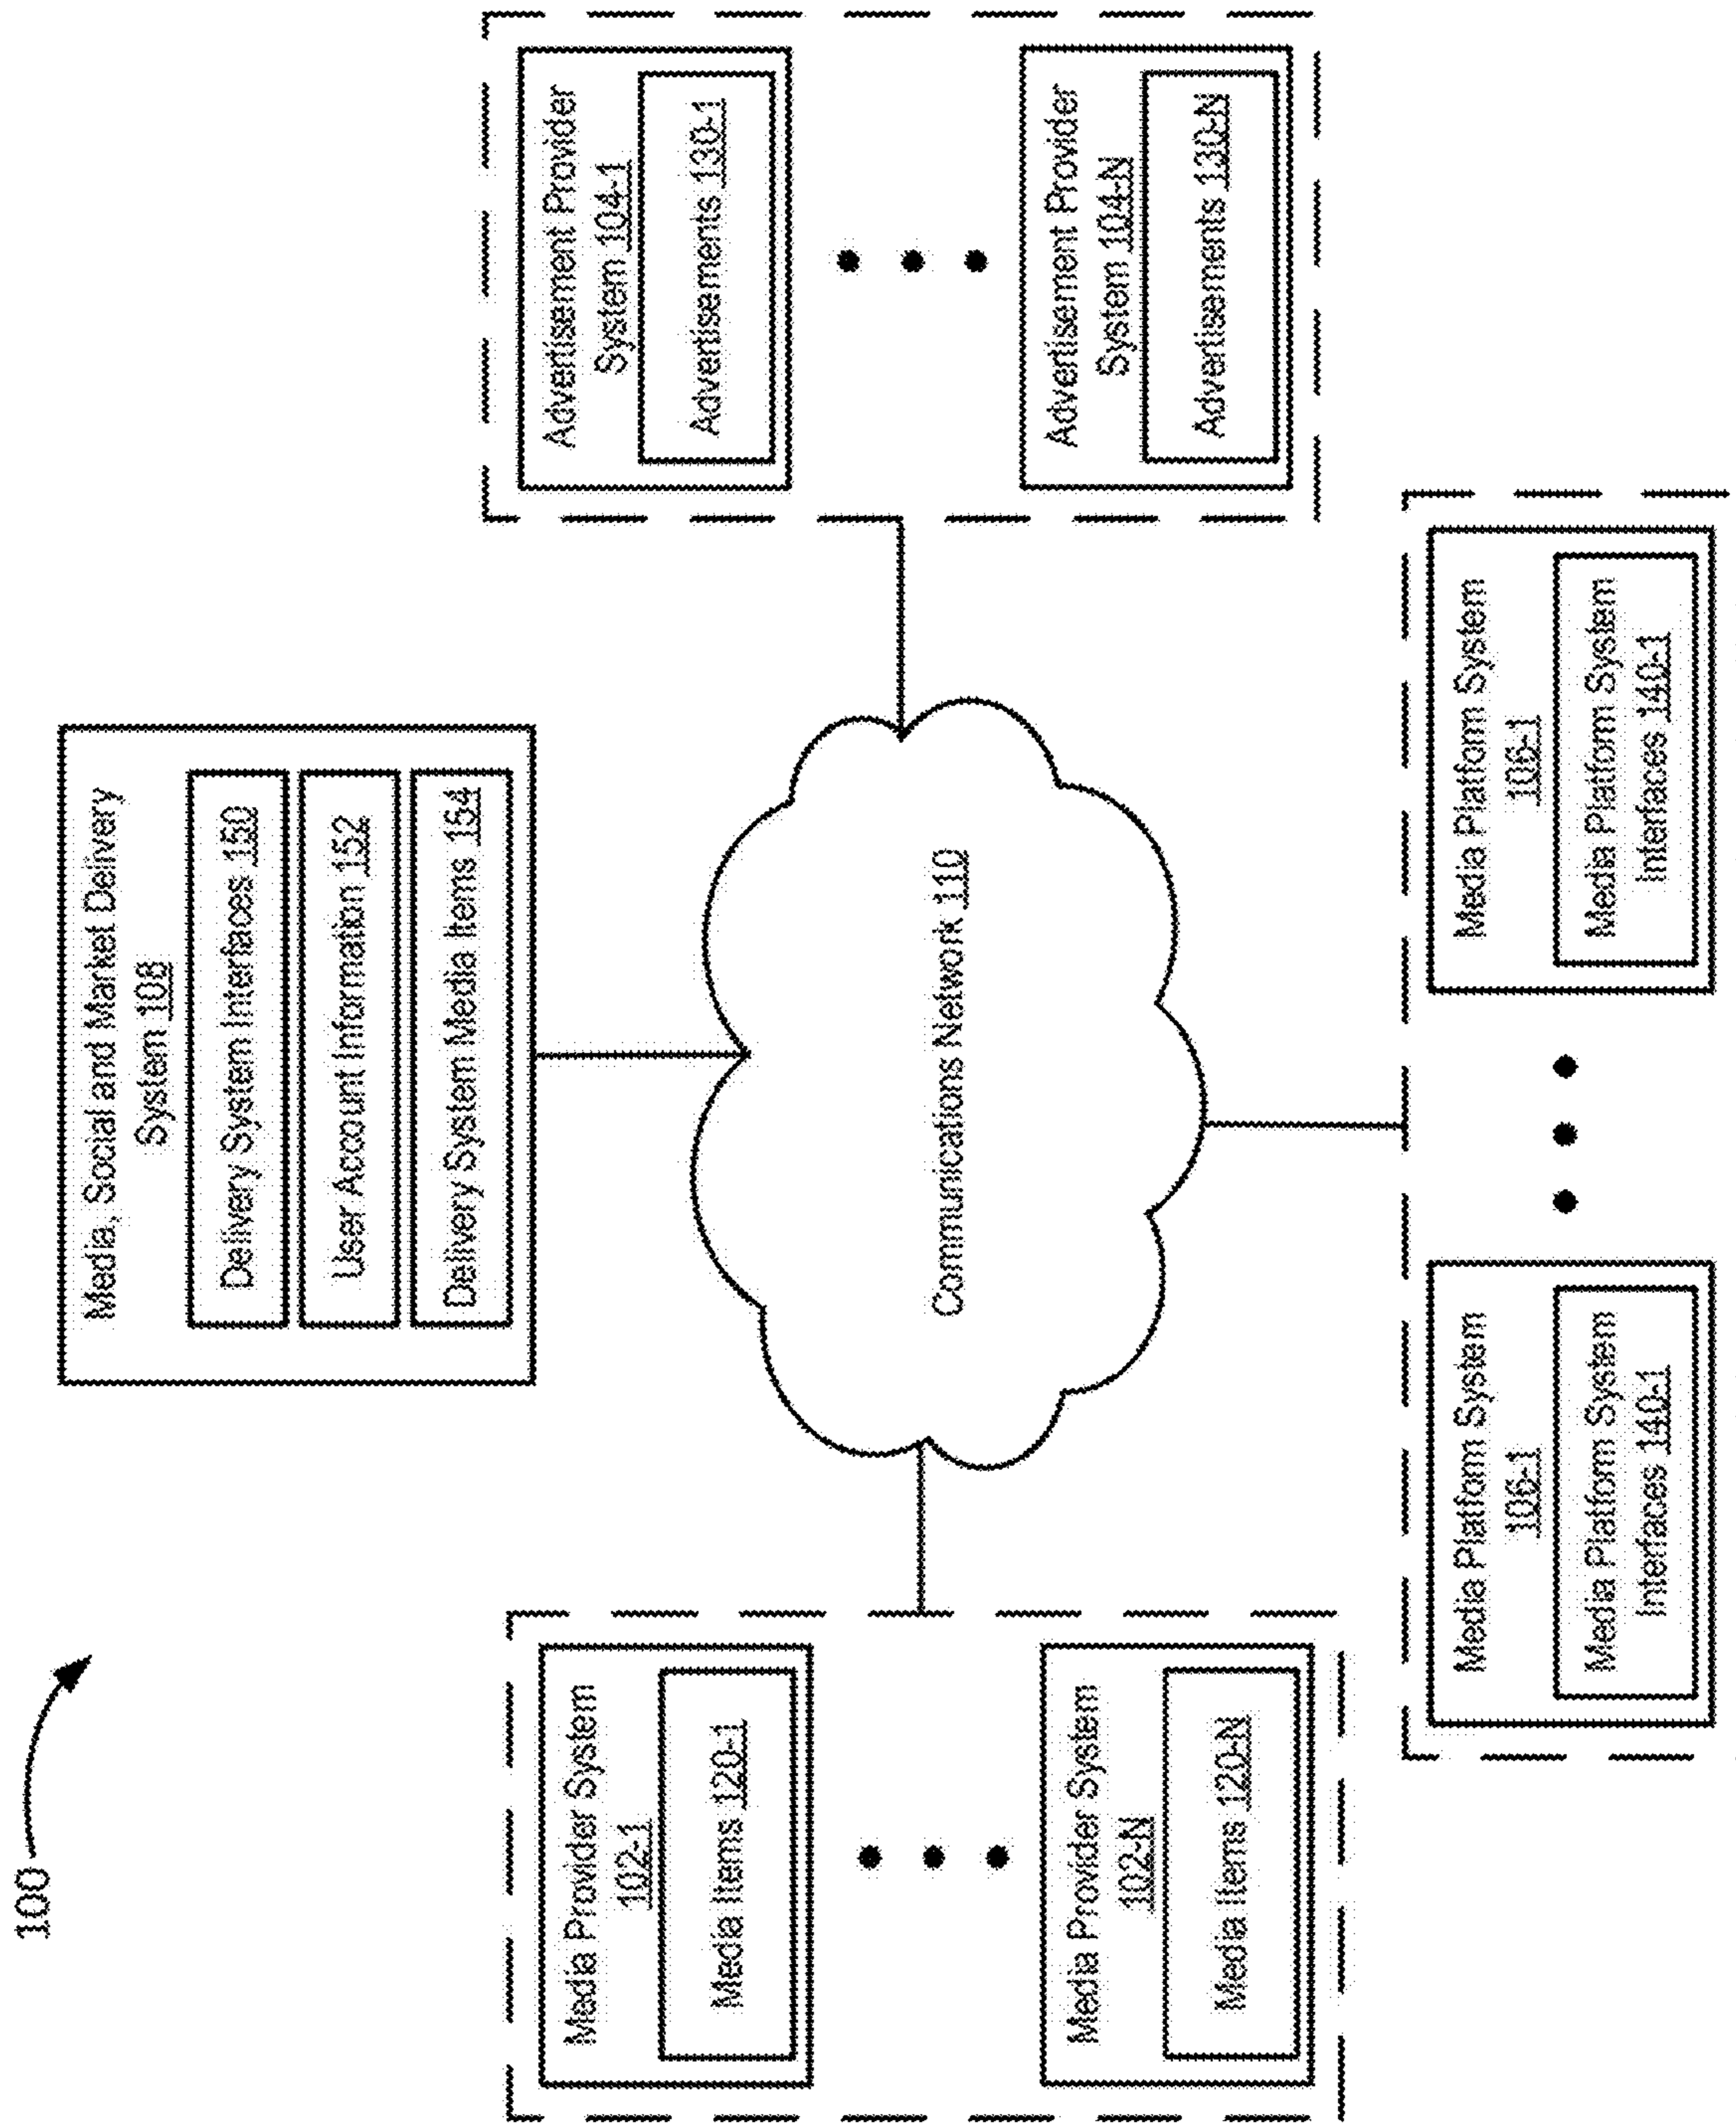 100
Media, Social and Market Delivery
System 108
Delivery System Interfaces 150
User Account Information 152
Delivery System Media Items 154
Media Provider System
102-1
Media Items 120-1
Media Provider System
102-N
Media Items 120-N
Communications Network 110
Advertisement Provider
System 104-1
Advertisements 130-1
Advertisement Provider
System 104-N
Advertisements 130-N
Media Platform System
106-1
Media Platform System
Interfaces 140-1
Media Platform System
106-1
Media Platform System
Interfaces 140-1